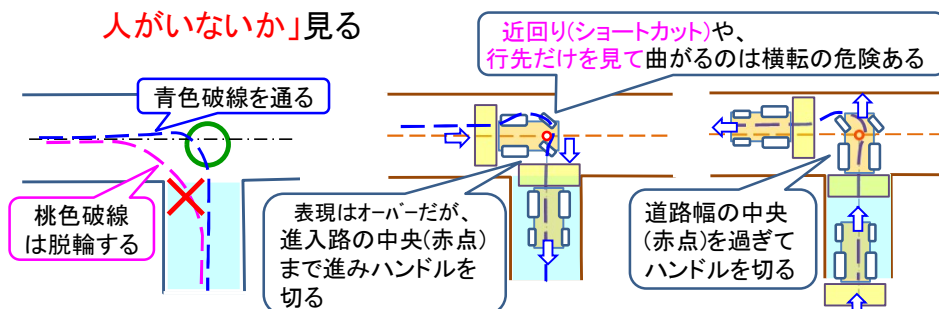 人がいないか」見る
近回り(ショートカット)や、
行先だけを見て曲がるのは横転の危険ある
青色破線を通る
桃色破線
は脱輪する
表現はオーバーだが、
進入路の中央(赤点)
まで進みハンドルを
切る
道路幅の中央
(赤点)を過ぎて
ハンドルを切る